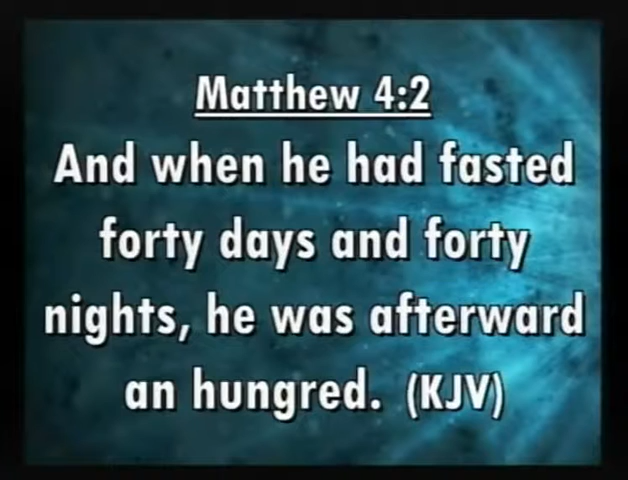 Matthew 4:2
And when he had fasted
forty days and forty
nights, he was afterward
an hungred. (KJV)